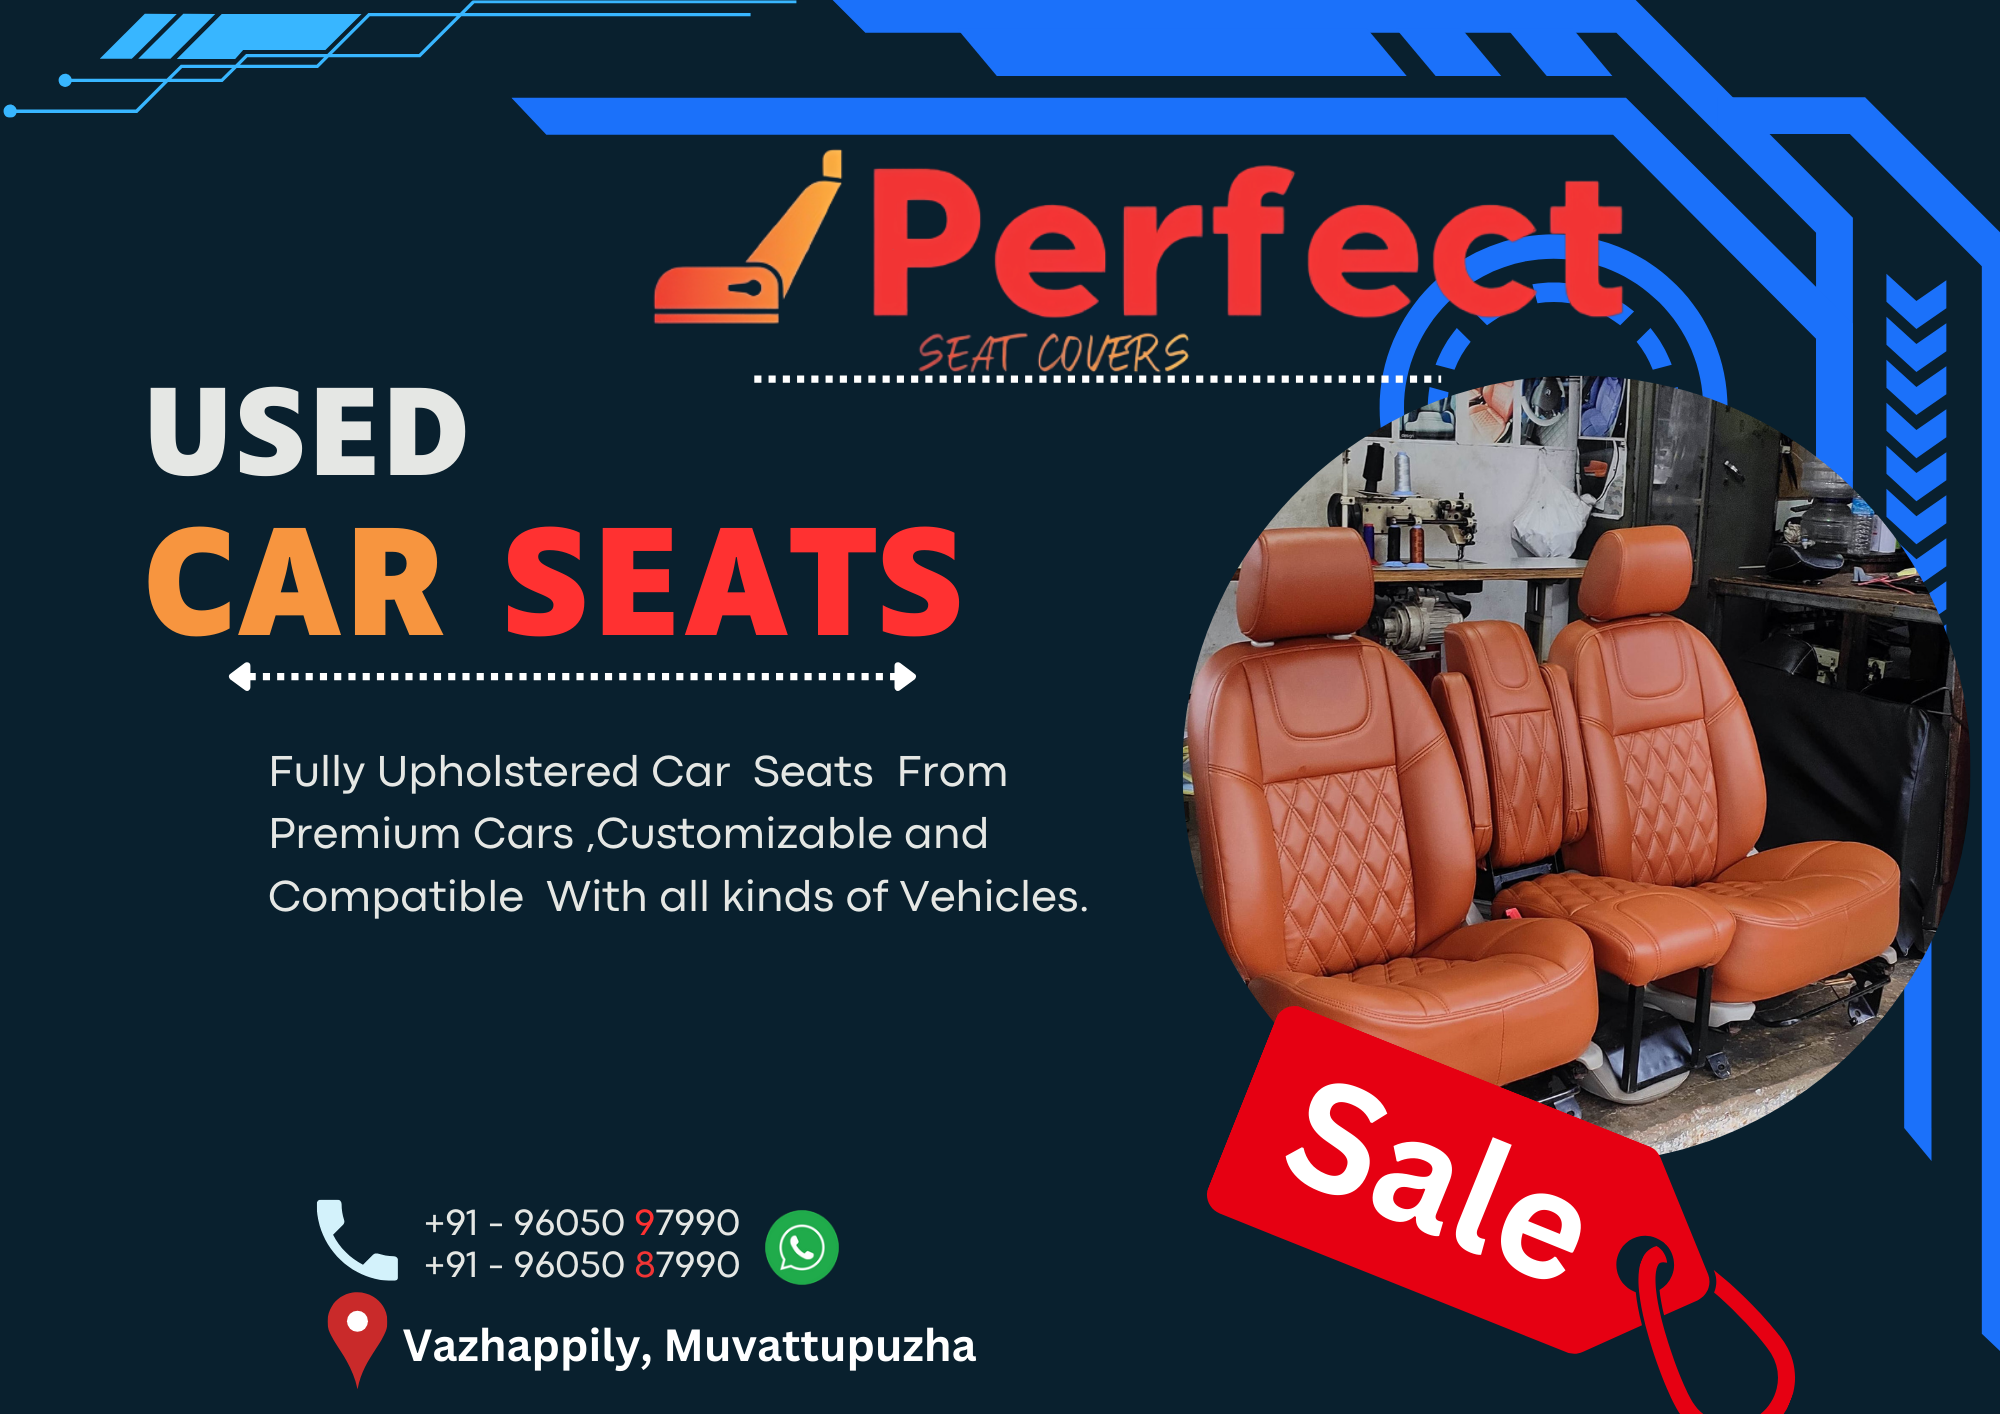 Perfect
SEAT COVERS
USED
CAR SEATS
Fully Upholstered Car Seats From
Premium Cars ,Customizable and
Compatible With all kinds of Vehicles.
Sale
+91 - 96050 97990
+91 - 96050 87990
Vazhappily, Muvattupuzha